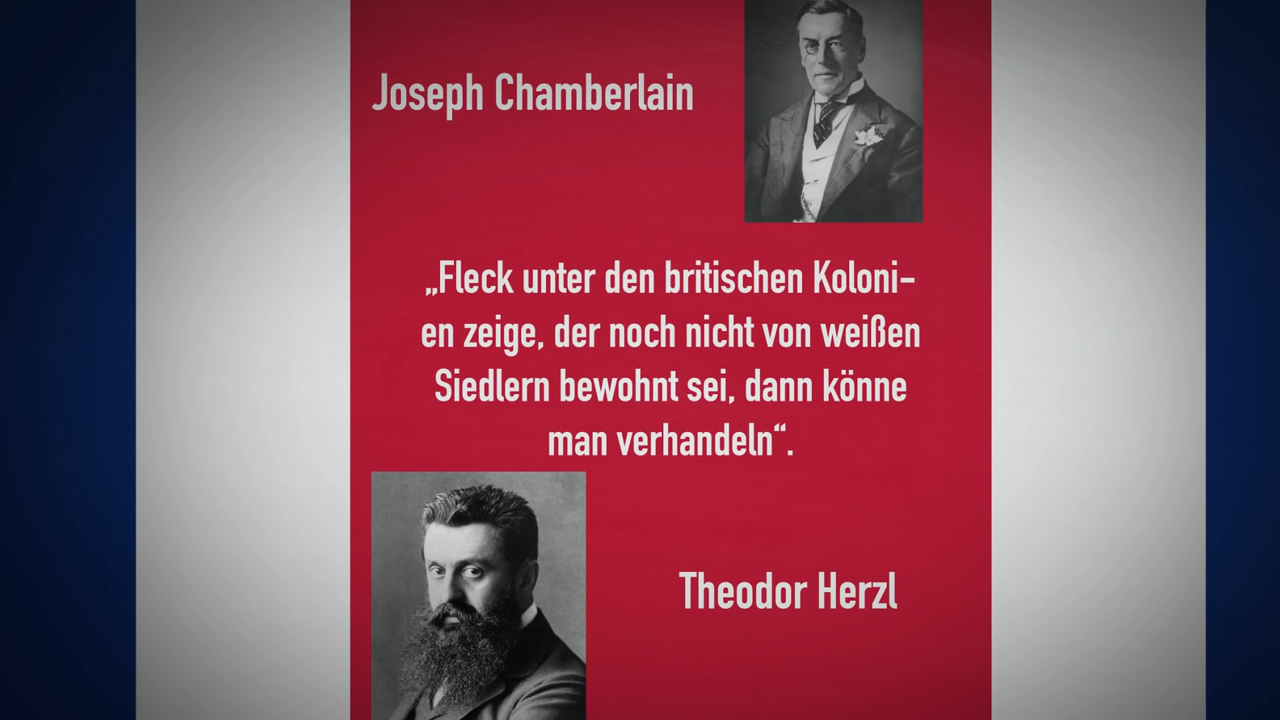 Joseph Chamberlain
„Fleck unter den britischen Koloni-
en zeige, der noch nicht von weißen
Siedlern bewohnt sei, dann könne
man verhandeln“.
Theodor Herzl